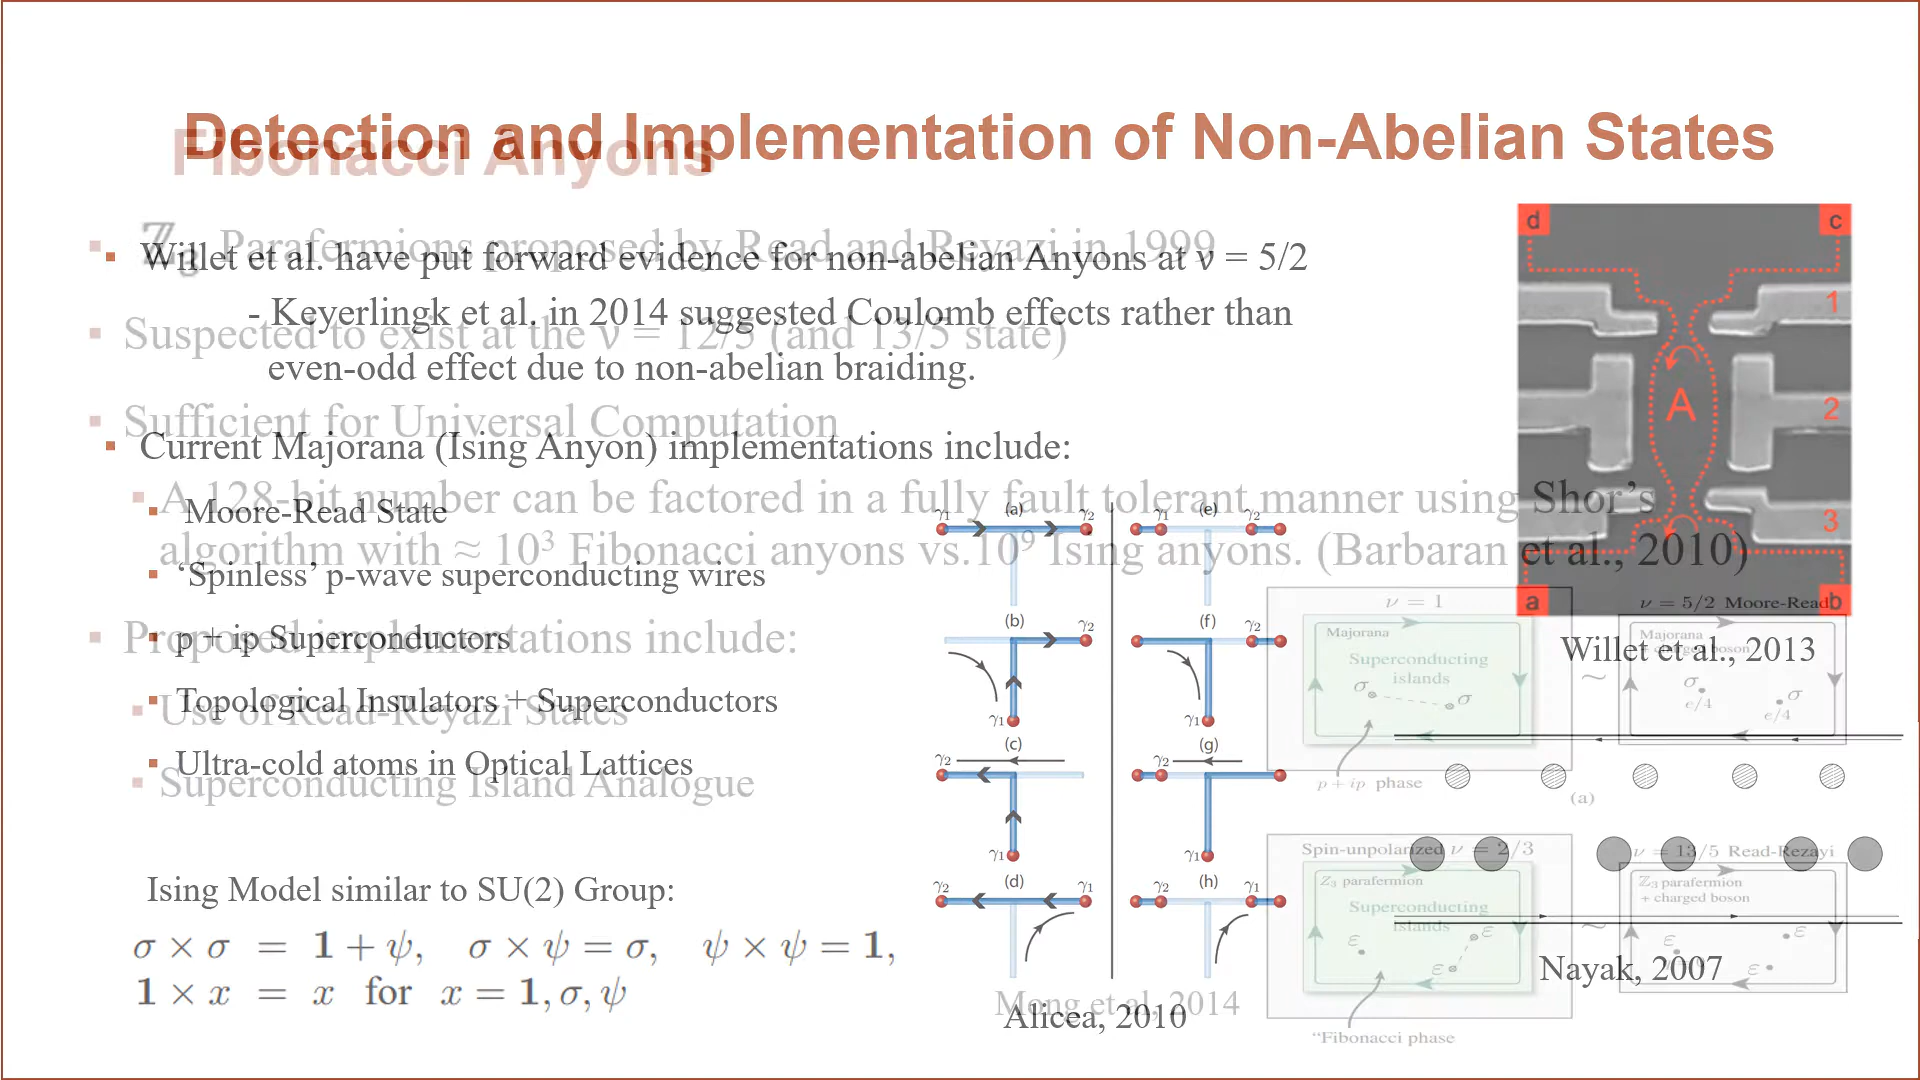 Detection and Implementation of Non-Abelian States
Willet et al. have put forward evidence for non-abelian Anyons at ν = 5/2
- Keyerlingk et al. in 2014 suggested Coulomb effects rather than
even-odd effect due to non-abelian braiding.
Current Majorana (Ising Anyon) implementations include:
Moore-Read State
‘Spinless’ p-wave superconducting wires
p + ip Superconductors
Topological Insulators + Superconductors
Ultra-cold atoms in Optical Lattices
Ising Model similar to SU(2) Group:
σ × σ = 1 + ψ, σ × ψ = σ, ψ × ψ = 1,
1 × x = x for x = 1, σ, ψ
(a) γ1 γ2
(b) γ2 γ1
(c) γ2 γ1
(d) γ2 γ1
(e) γ1 γ2
(f) γ2 γ1
(g) γ2 γ1
(h) γ2 γ1
Alicea, 2010
d c
1
A 2
3
a b
Willet et al., 2013
Nayak, 2007
Fibonacci Anyons
ℤ3 Parafermions proposed by Read and Reyazi in 1999
Suspected to exist at the ν = 12/5 (and 13/5 state)
Sufficient for Universal Computation
A 128-bit number can be factored in a fully fault tolerant manner using Shor’s
algorithm with ≈ 10³ Fibonacci anyons vs.10⁹ Ising anyons. (Barbaran et al., 2010)
Proposed implementations include:
Use of Read-Reyazi States
Superconducting Island Analogue
ν = 1
Majorana
Superconducting
islands
σ σ
p + ip phase
~
ν = 5/2 Moore-Read
Majorana
+ charged boson
σ e/4
σ e/4
(a)
Spin-unpolarized ν = 2/3
ℤ3 parafermion
Superconducting
islands
ε ε ε
“Fibonacci phase
~
ν = 13/5 Read-Rezayi
ℤ3 parafermion
+ charged boson
ε ε ε
Mong et al, 2014